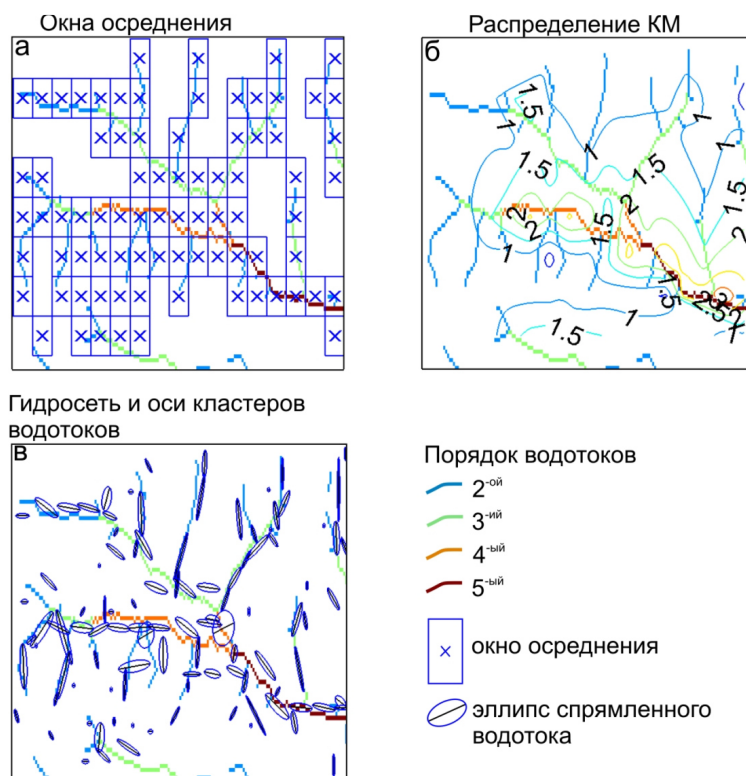 Окна осреднения
Распределение КМ
а
б
1.5
1
1
1
1
1.5
1.5
1.5
2
2
2
2
1.5
1
1
1.5
Гидросеть и оси кластеров
водотоков
в
Порядок водотоков
2-ой
3-ий
4-ый
5-ый
окно осреднения
эллипс спрямленного
водотока